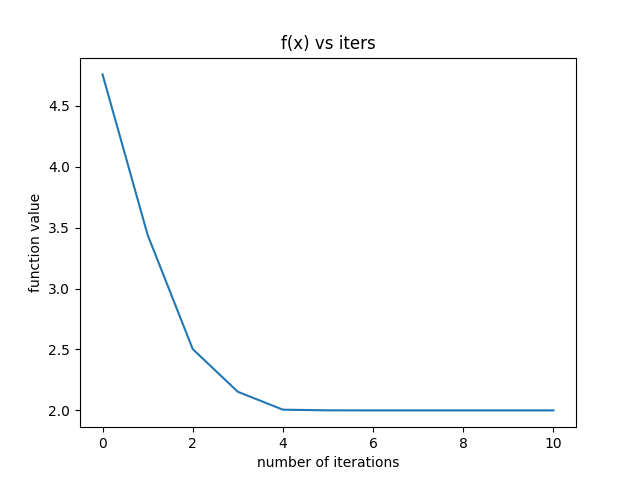 f(x) vs iters
4.5
4.0
3.5
3.0
2.5
2.0
function value
0 2 4 6 8 10
number of iterations